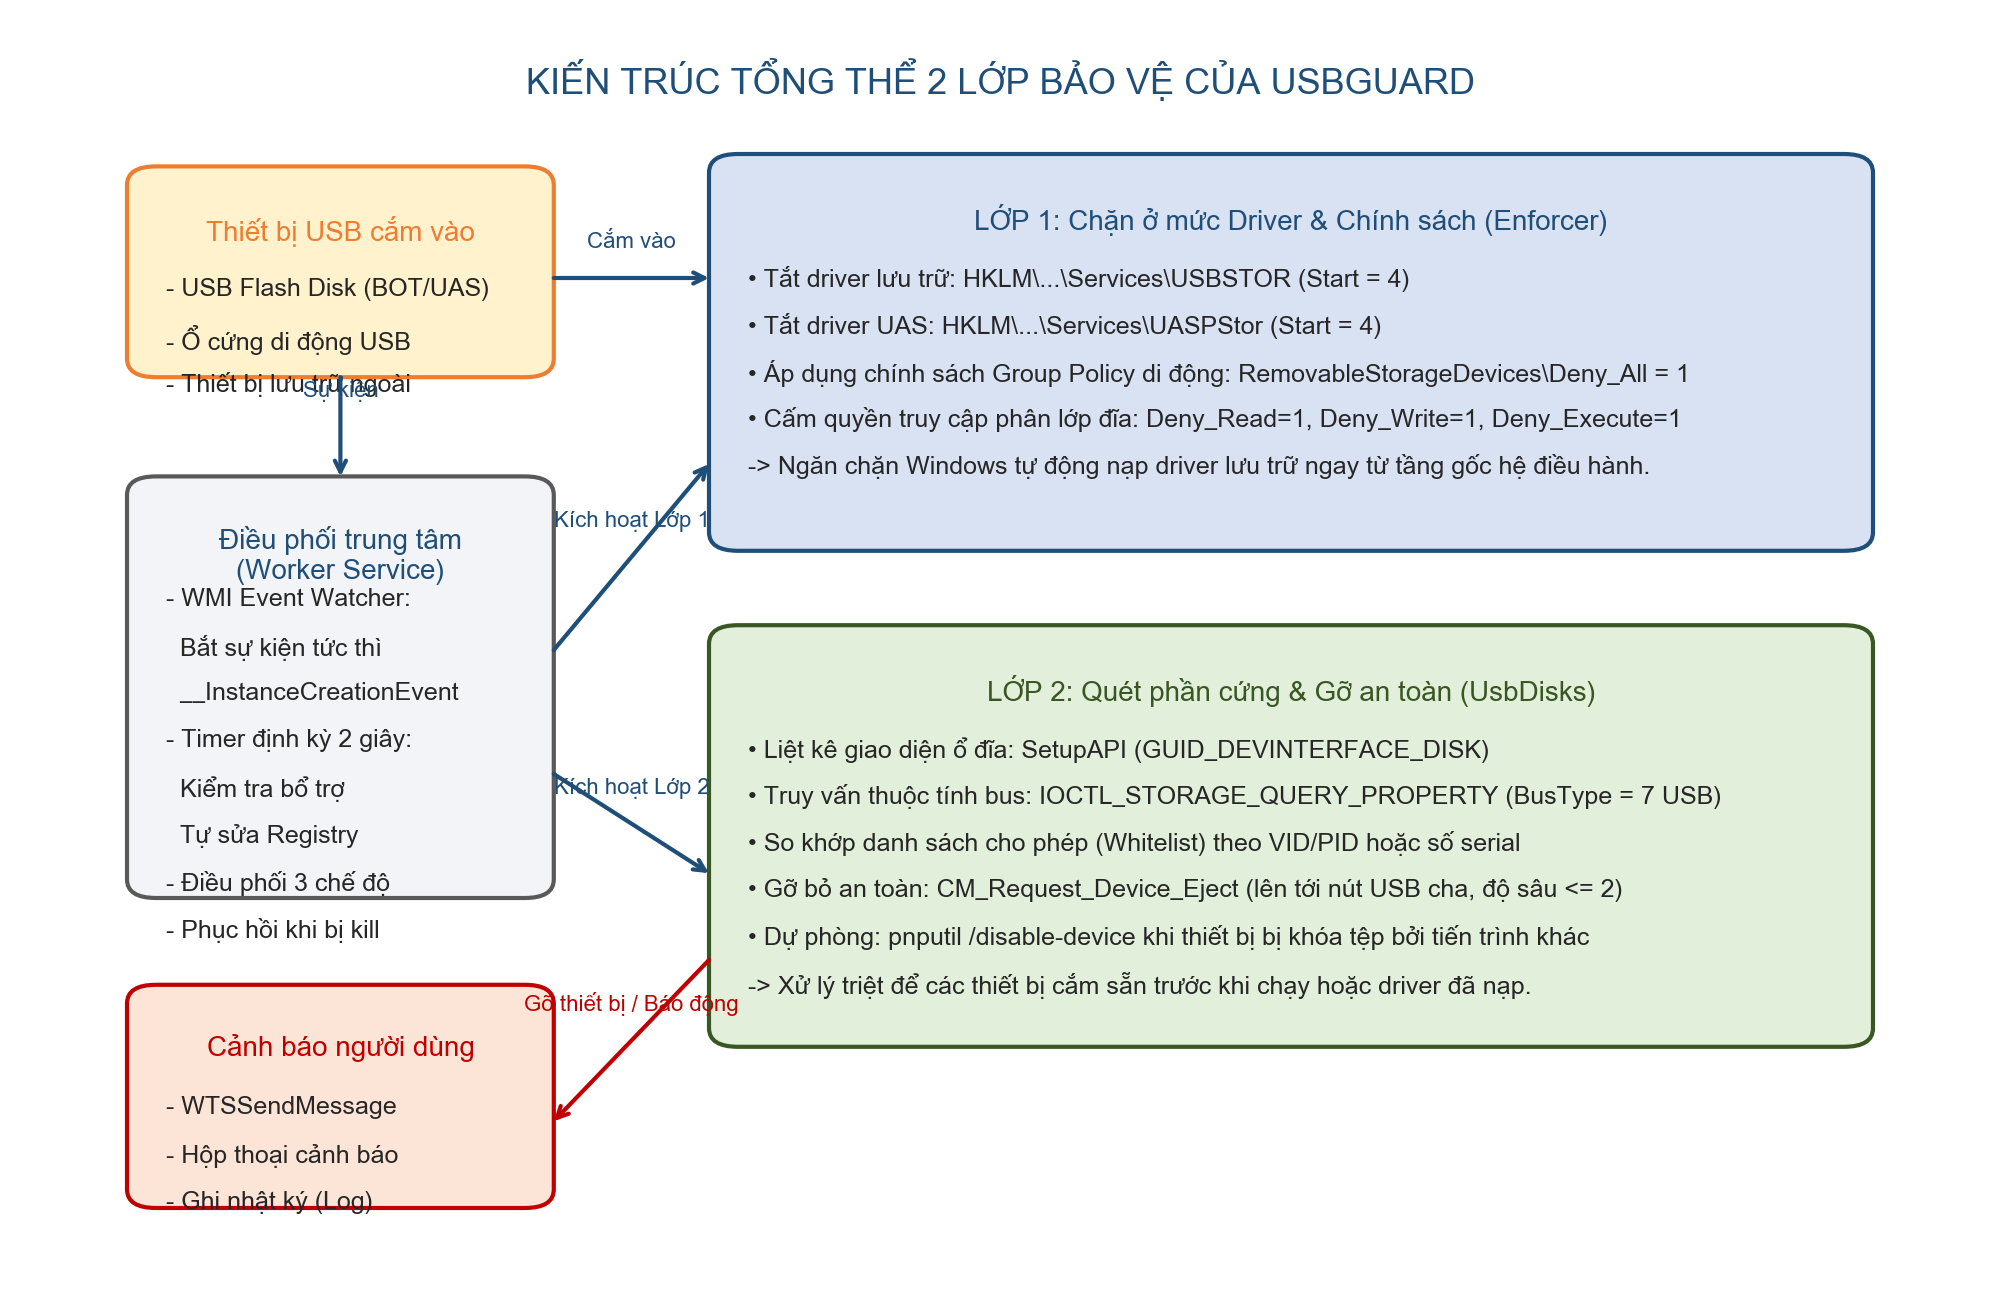 KIẾN TRÚC TỔNG THỂ 2 LỚP BẢO VỆ CỦA USBGUARD
Thiết bị USB cắm vào
- USB Flash Disk (BOT/UAS)
- Ổ cứng di động USB
- Thiết bị lưu trữ ngoài
Cắm vào
Sự kiện
LỚP 1: Chặn ở mức Driver & Chính sách (Enforcer)
• Tắt driver lưu trữ: HKLM\...\Services\USBSTOR (Start = 4)
• Tắt driver UAS: HKLM\...\Services\UASPStor (Start = 4)
• Áp dụng chính sách Group Policy di động: RemovableStorageDevices\Deny_All = 1
• Cấm quyền truy cập phân lớp đĩa: Deny_Read=1, Deny_Write=1, Deny_Execute=1
-> Ngăn chặn Windows tự động nạp driver lưu trữ ngay từ tầng gốc hệ điều hành.
Điều phối trung tâm
(Worker Service)
- WMI Event Watcher:
Bắt sự kiện tức thì
__InstanceCreationEvent
- Timer định kỳ 2 giây:
Kiểm tra bổ trợ
Tự sửa Registry
- Điều phối 3 chế độ
- Phục hồi khi bị kill
Kích hoạt Lớp 1
Kích hoạt Lớp 2
LỚP 2: Quét phần cứng & Gỡ an toàn (UsbDisks)
• Liệt kê giao diện ổ đĩa: SetupAPI (GUID_DEVINTERFACE_DISK)
• Truy vấn thuộc tính bus: IOCTL_STORAGE_QUERY_PROPERTY (BusType = 7 USB)
• So khớp danh sách cho phép (Whitelist) theo VID/PID hoặc số serial
• Gỡ bỏ an toàn: CM_Request_Device_Eject (lên tới nút USB cha, độ sâu <= 2)
• Dự phòng: pnputil /disable-device khi thiết bị bị khóa tệp bởi tiến trình khác
-> Xử lý triệt để các thiết bị cắm sẵn trước khi chạy hoặc driver đã nạp.
Gỡ thiết bị / Báo động
Cảnh báo người dùng
- WTSSendMessage
- Hộp thoại cảnh báo
- Ghi nhật ký (Log)